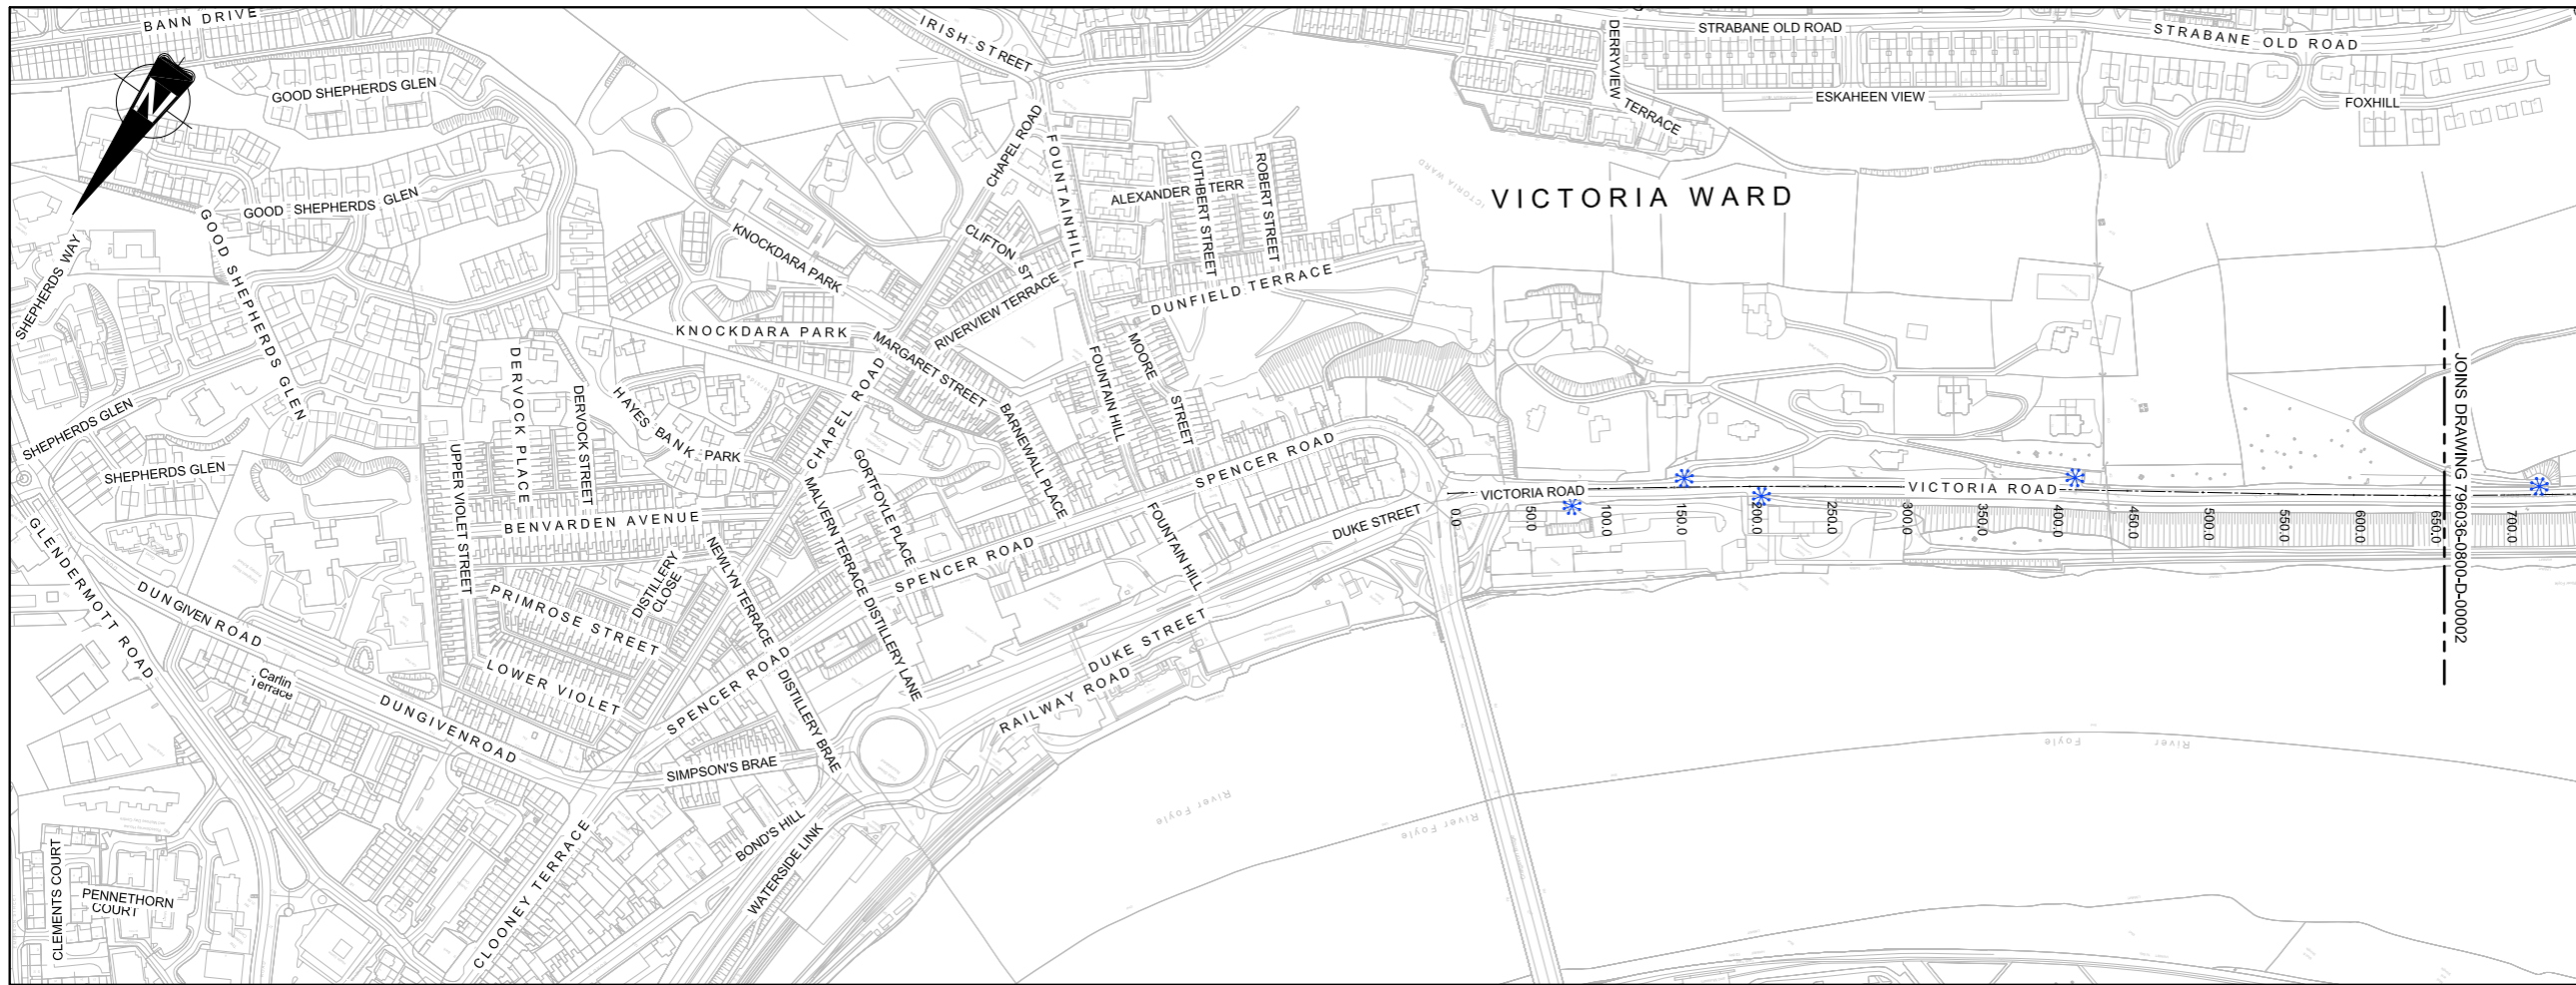 BANN DRIVE
IRISH STREET
STRABANE OLD ROAD
STRABANE OLD ROAD
DERRYVIEW
TERRACE
GOOD SHEPHERDS GLEN
ESKAHEEN VIEW
FOXHILL
N
CHAPEL ROAD
FOUNTAINHILL
CUTHBERT STREET
ROBERT STREET
ALEXANDER TERR
VICTORIA WARD
VICTORIA WARD
GOOD SHEPHERDS GLEN
GOOD SHEPHERDS GLEN
SHEPHERDS WAY
KNOCKDARA PARK
CLIFTON ST
RIVERVIEW TERRACE
DUNFIELD TERRACE
KNOCKDARA PARK
MARGARET STREET
FOUNTAIN HILL
MOORE STREET
DERVOCK PLACE
DERVOCK STREET
HAYES BANK PARK
CHAPEL ROAD
BARNEWALL PLACE
SHEPHERDS GLEN
SHEPHERDS GLEN
UPPER VIOLET STREET
GORTFOYLE PLACE
SPENCER ROAD
MALVERN TERRACE
BENVARDEN AVENUE
VICTORIA ROAD
VICTORIA ROAD
JOINS DRAWING 796036-0800-D-00002
0.0
50.0
100.0
150.0
200.0
250.0
300.0
350.0
400.0
450.0
500.0
550.0
600.0
650.0
700.0
DUKE STREET
FOUNTAIN HILL
SPENCER ROAD
NEWLYN TERRACE
DISTILLERY
CLOSE
GLENDERMOTT ROAD
DUNGIVEN ROAD
PRIMROSE STREET
DISTILLERY LANE
DUKE STREET
Carlin
Terrace
LOWER VIOLET
SPENCER ROAD
DISTILLERY BRAE
RAILWAY ROAD
DUNGIVENROAD
SIMPSON'S BRAE
River Foyle
River Foyle
River Foyle
BOND'S HILL
WATERSIDE LINK
CLOONEY TERRACE
CLEMENTS COURT
PENNETHORN
COURT